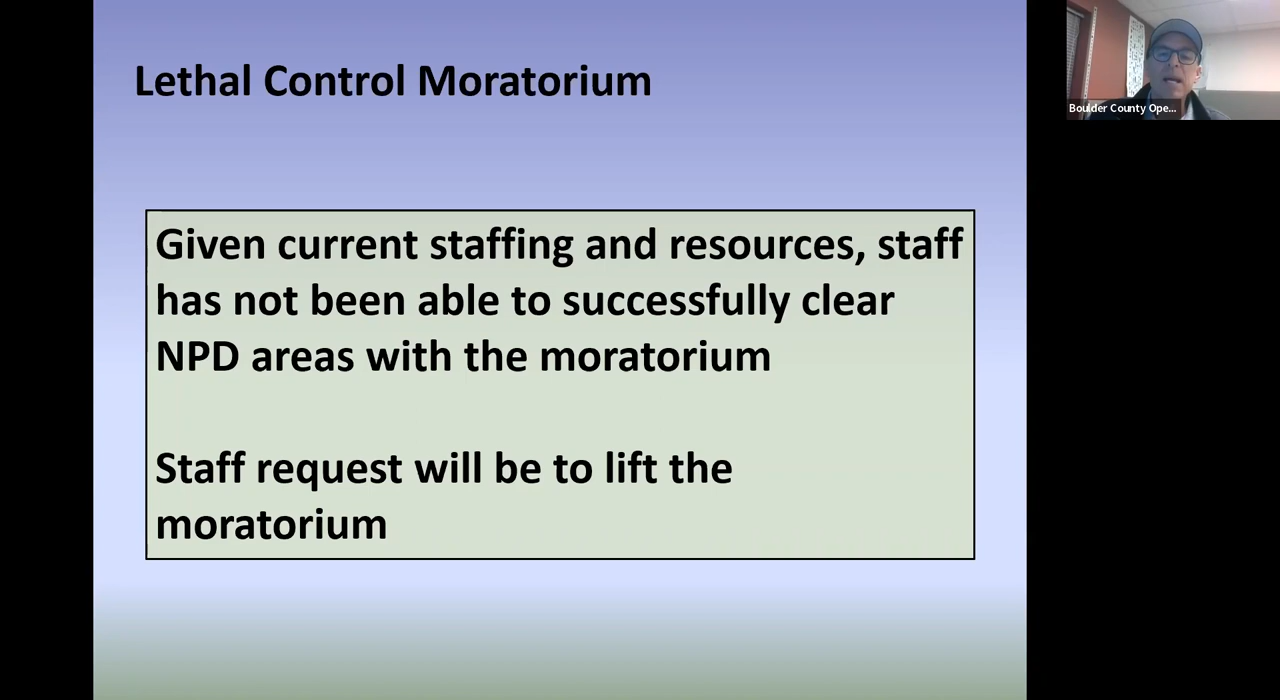 Lethal Control Moratorium
Given current staffing and resources, staff
has not been able to successfully clear
NPD areas with the moratorium
Staff request will be to lift the
moratorium
Boulder County Ope...